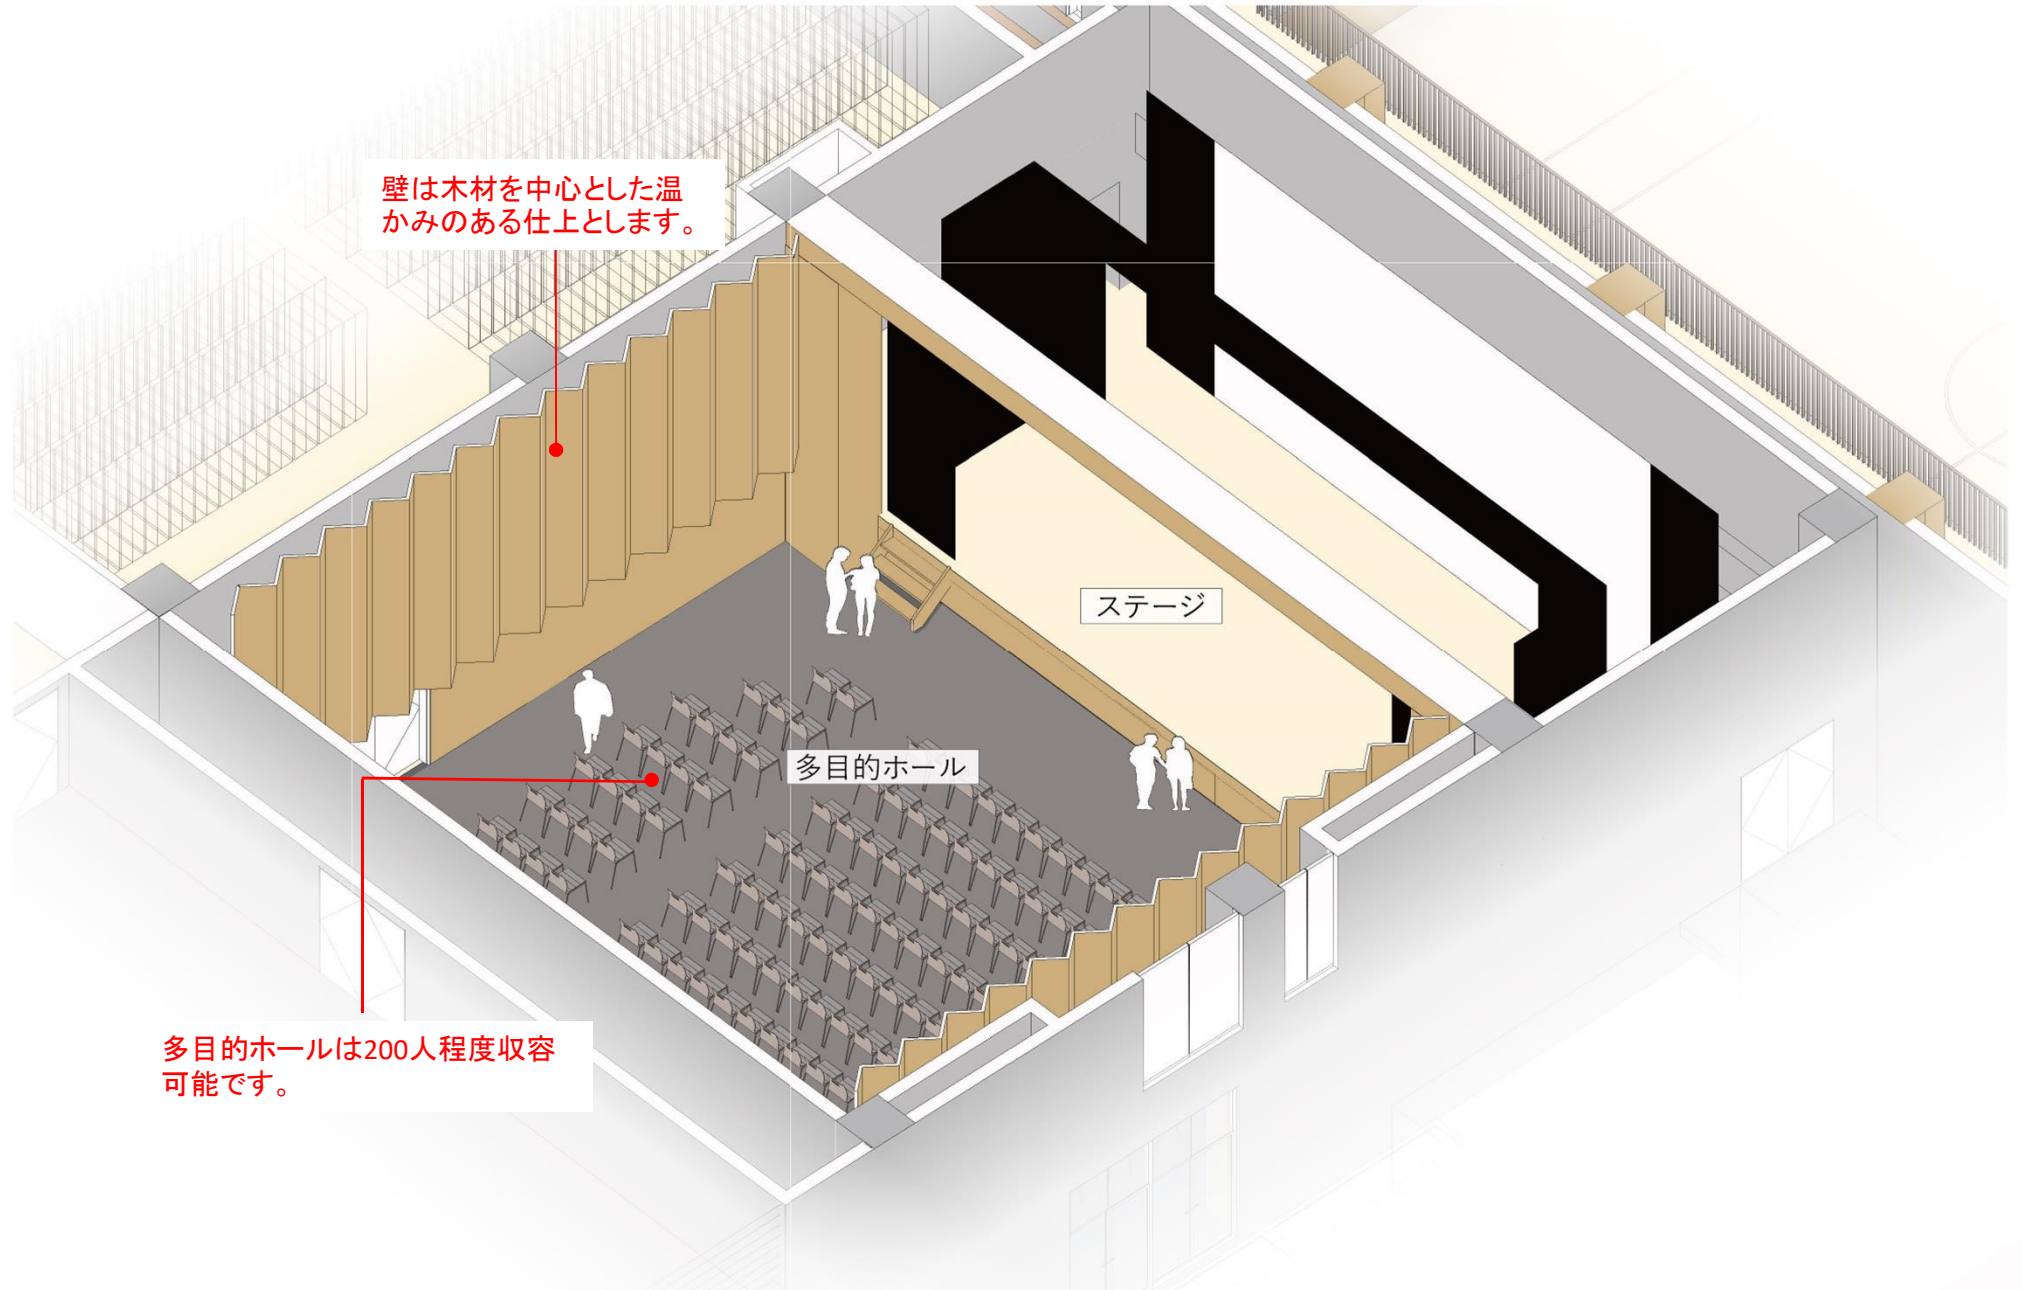 壁は木材を中心とした温
かみのある仕上とします。
ステージ
多目的ホール
多目的ホールは200人程度収容
可能です。